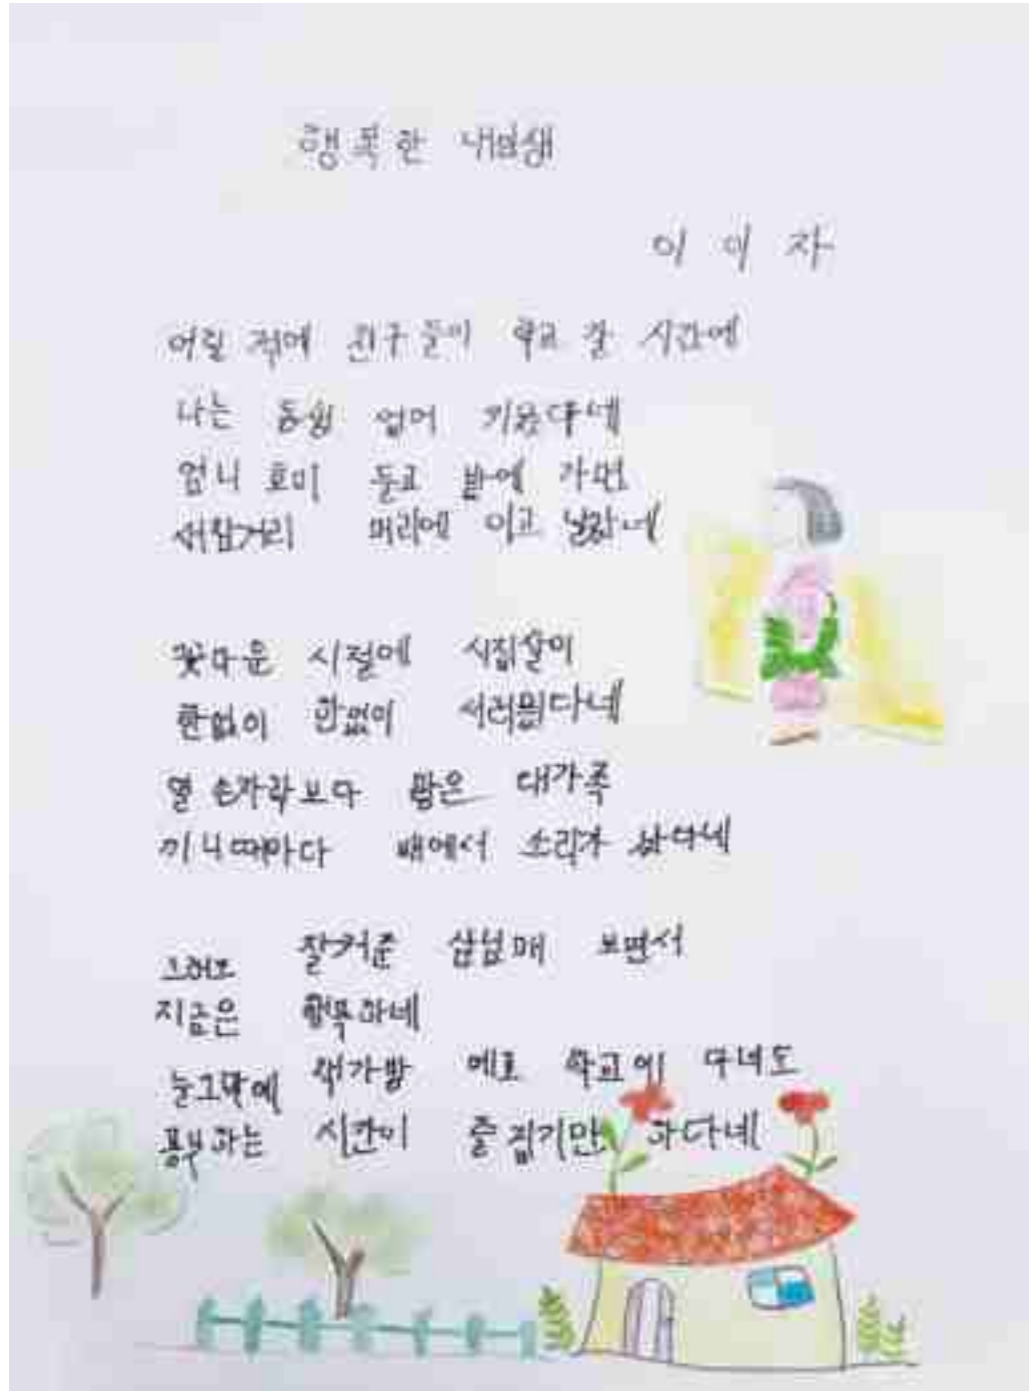 행복한 내인생
이 이 자
어릴 적에 친구들이 학교 갈 시간에
나는 동생 업어 키웠다네
엄니 호미 들고 밭에 가면
새참거리 머리에 이고 날랐네
꽃다운 시절에 시집살이
한없이 한없이 서러웠다네
열 손가락보다 많은 대가족
끼니때마다 배에서 소리가 났다네
그래도 잘커준 삼남매 보면서
지금은 행복하네
눈그막에 책가방 메고 학교에 다녀도
공부하는 시간이 즐겁기만 하다네